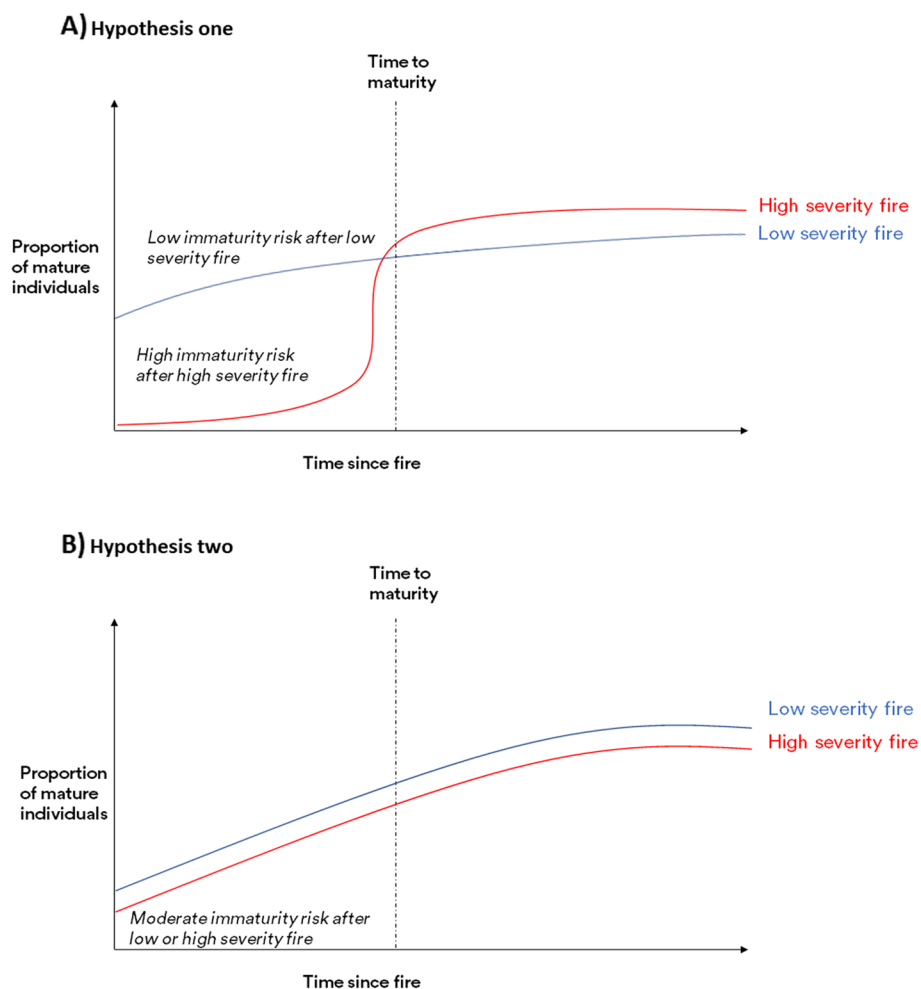 A) Hypothesis one
Time to
maturity
High severity fire
Low severity fire
Low immaturity risk after low
severity fire
Proportion
of mature
individuals
High immaturity risk
after high severity fire
Time since fire
B) Hypothesis two
Time to
maturity
Low severity fire
High severity fire
Proportion
of mature
individuals
Moderate immaturity risk after
low or high severity fire
Time since fire